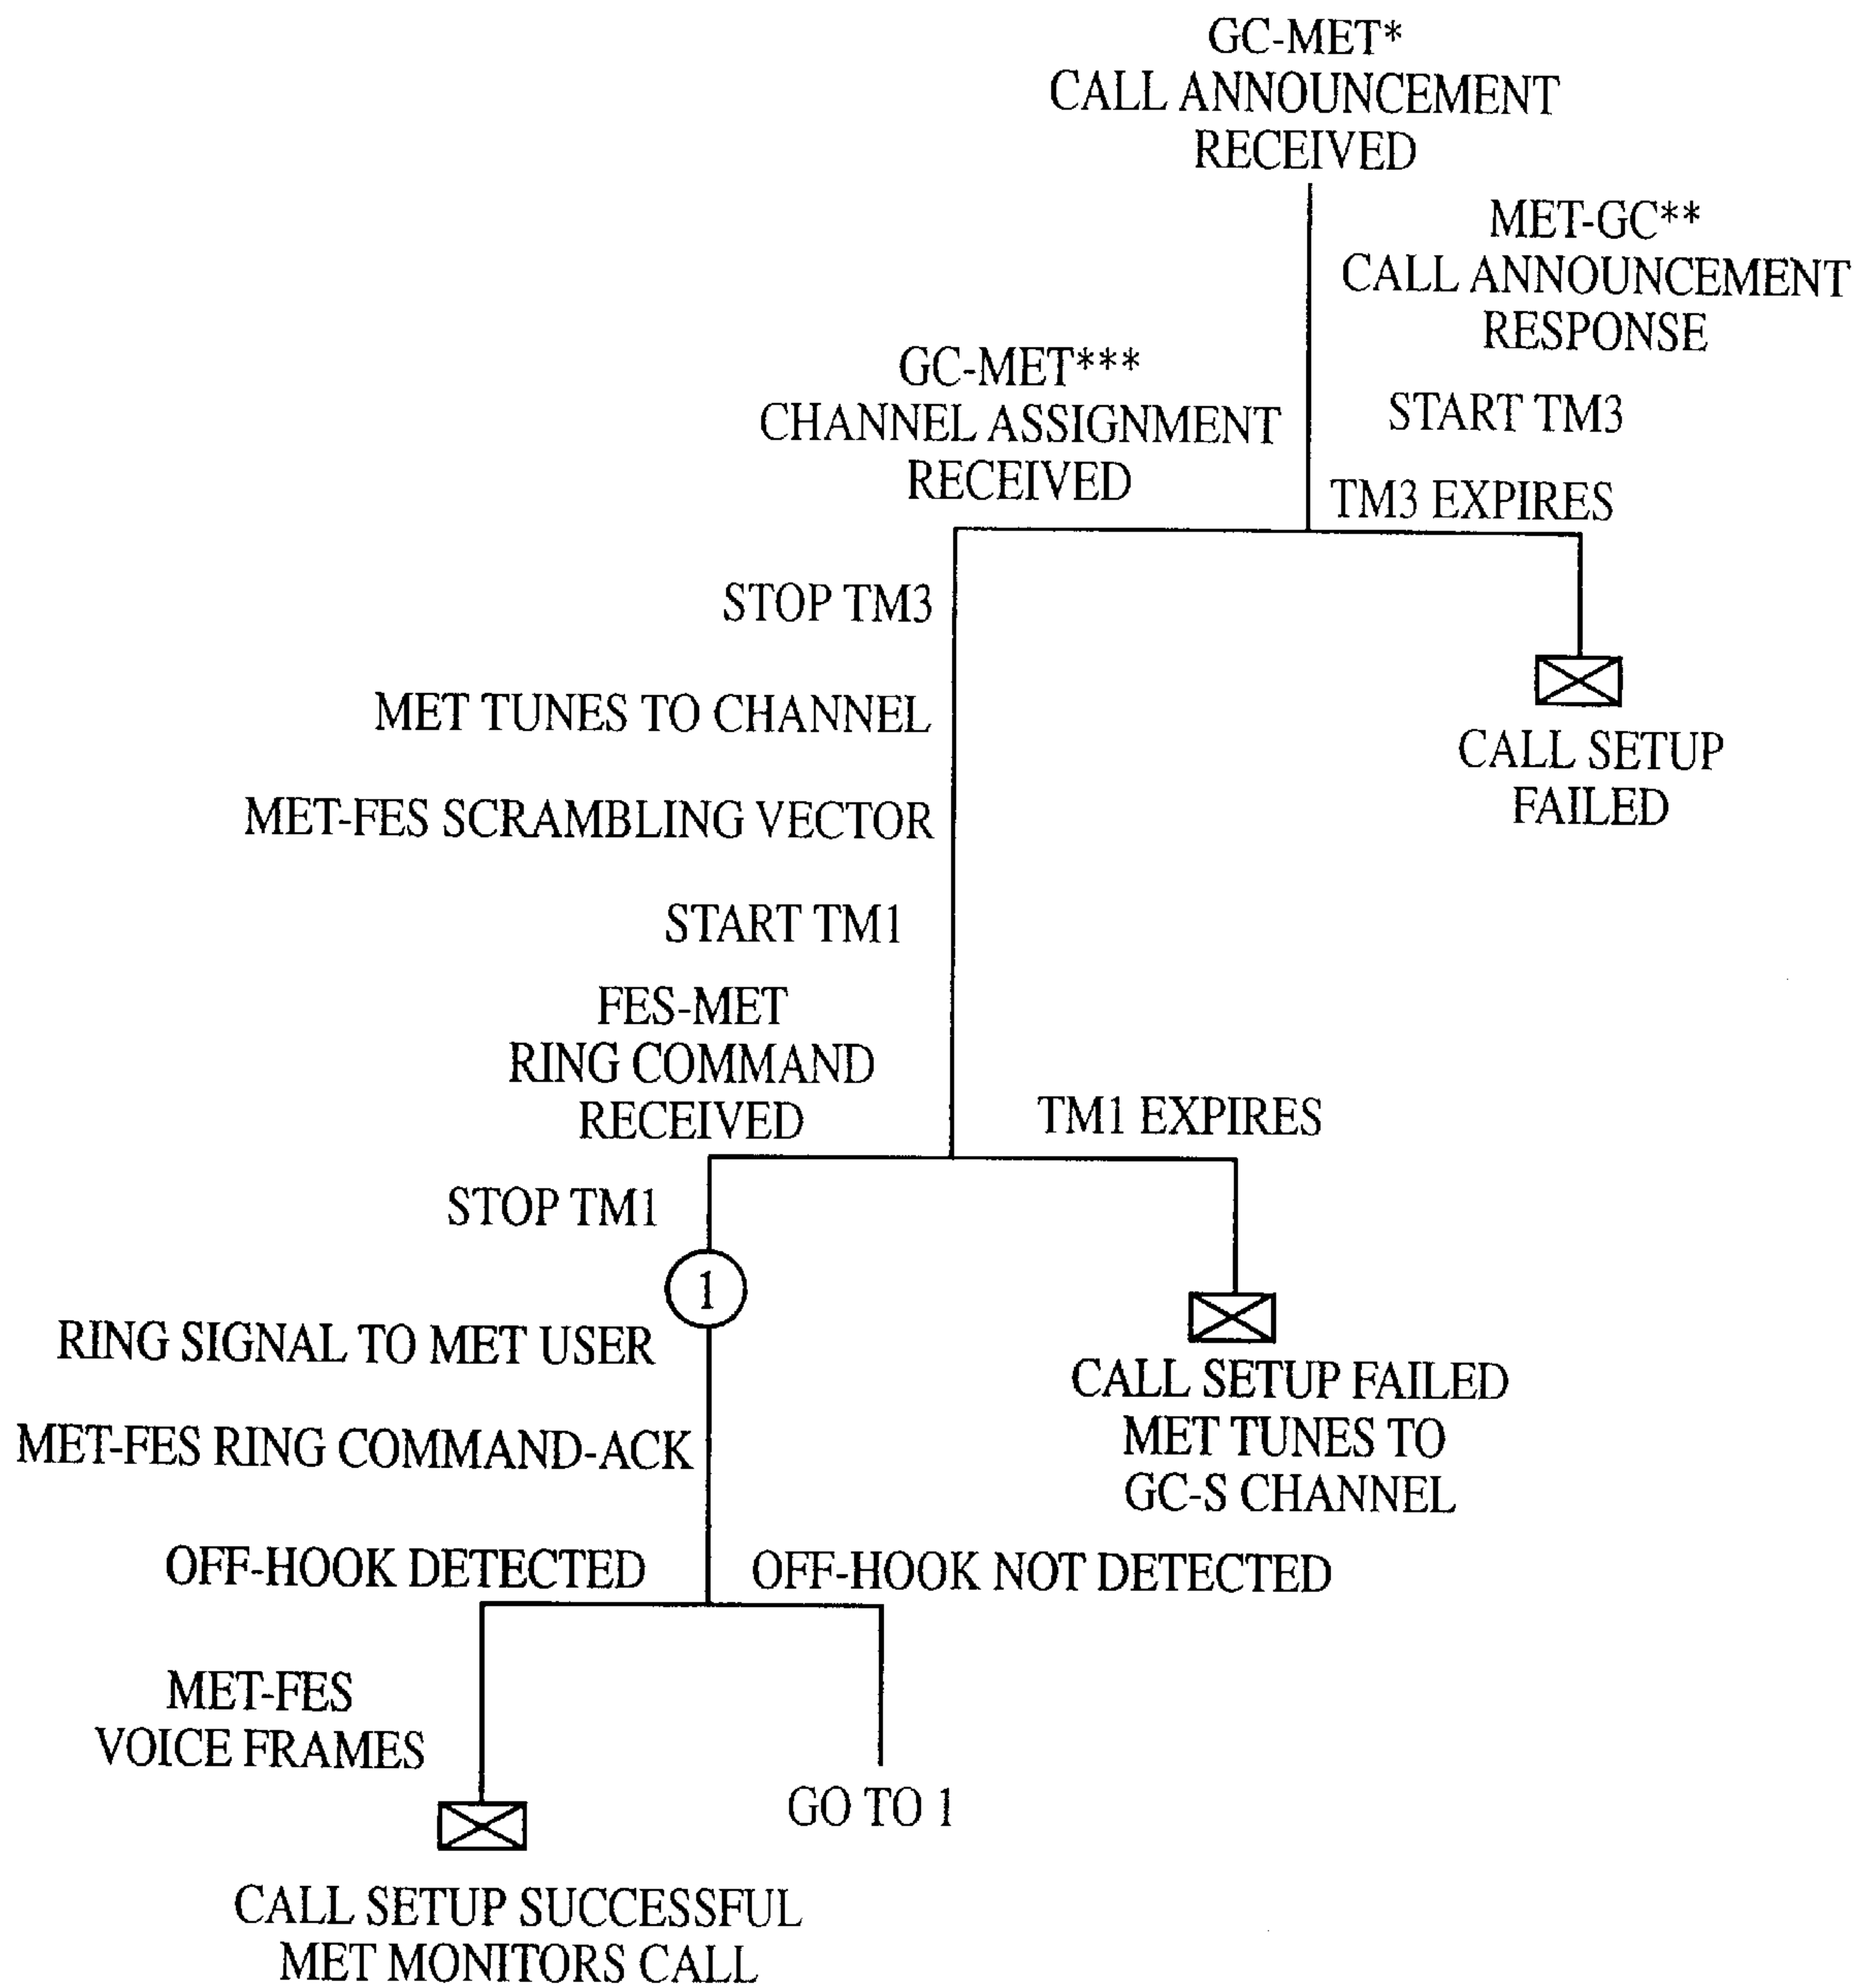 GC-MET*
CALL ANNOUNCEMENT
RECEIVED
MET-GC**
CALL ANNOUNCEMENT
RESPONSE
GC-MET***
CHANNEL ASSIGNMENT
RECEIVED
START TM3
TM3 EXPIRES
STOP TM3
MET TUNES TO CHANNEL
CALL SETUP
FAILED
MET-FES SCRAMBLING VECTOR
START TM1
FES-MET
RING COMMAND
RECEIVED
TM1 EXPIRES
STOP TM1
1
RING SIGNAL TO MET USER
CALL SETUP FAILED
MET TUNES TO
GC-S CHANNEL
MET-FES RING COMMAND-ACK
OFF-HOOK DETECTED
OFF-HOOK NOT DETECTED
MET-FES
VOICE FRAMES
GO TO 1
CALL SETUP SUCCESSFUL
MET MONITORS CALL